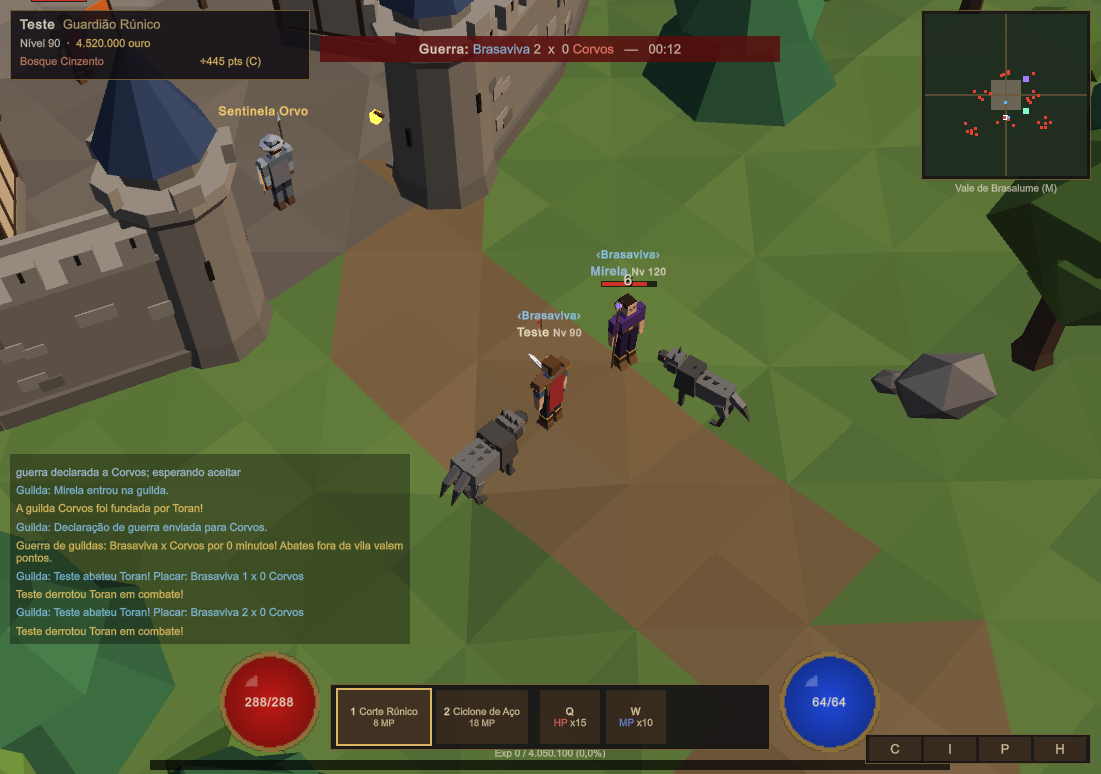 Teste Guardião Rúnico
Nível 90 · 4.520.000 ouro
Bosque Cinzento +445 pts (C)
Guerra: Brasaviva 2 x 0 Corvos — 00:12
Vale de Brasalume (M)
Sentinela Orvo
‹Brasaviva›
Mirela Nv 120
6
‹Brasaviva›
Teste Nv 90
guerra declarada a Corvos; esperando aceitar
Guilda: Mirela entrou na guilda.
A guilda Corvos foi fundada por Toran!
Guilda: Declaração de guerra enviada para Corvos.
Guerra de guildas: Brasaviva x Corvos por 0 minutos! Abates fora da vila valem
pontos.
Guilda: Teste abateu Toran! Placar: Brasaviva 1 x 0 Corvos
Teste derrotou Toran em combate!
Guilda: Teste abateu Toran! Placar: Brasaviva 2 x 0 Corvos
Teste derrotou Toran em combate!
288/288
1 Corte Rúnico
8 MP
2 Ciclone de Aço
18 MP
Q
HP x15
W
MP x10
64/64
Exp 0 / 4.050.100 (0,0%)
C I P H